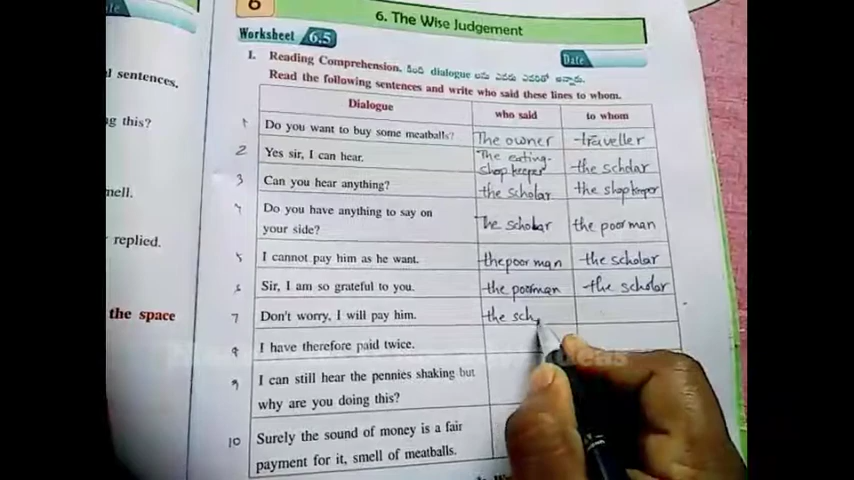 6
6. The Wise Judgement
Worksheet 6.5
Date
I. Reading Comprehension. కింది dialogue లను ఎవరు ఎవరితో అన్నారు.
Read the following sentences and write who said these lines to whom.
Dialogue who said to whom
1 Do you want to buy some meatballs? The owner traveller
2 Yes sir, I can hear. The eating-shop keeper the scholar
3 Can you hear anything? the scholar the shop keeper
4 Do you have anything to say on your side? The scholar the poor man
5 I cannot pay him as he want. the poor man the scholar
6 Sir, I am so grateful to you. the poorman the scholar
7 Don't worry, I will pay him. the sch
8 I have therefore paid twice.
9 I can still hear the pennies shaking but
why are you doing this?
10 Surely the sound of money is a fair
payment for it, smell of meatballs.
sentences,
g this?
nell.
replied.
the space